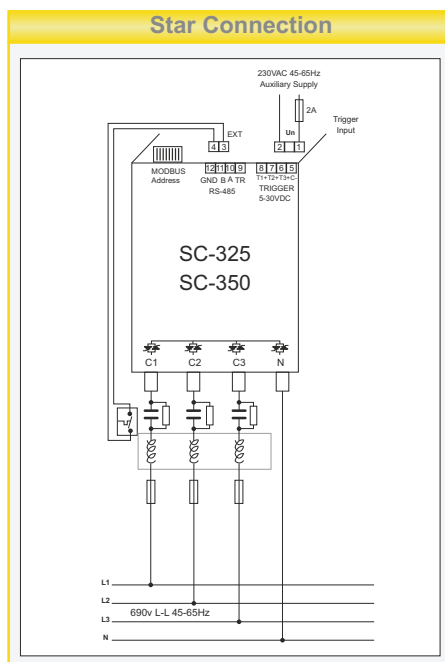 Star Connection
230VAC 45-65Hz
Auxiliary Supply
2A
Un
Trigger
Input
EXT
4 3
2 1
MODBUS
Address
12 11 10 9
GND B A TR
RS-485
8 7 6 5
T1+T2+T3+C-
TRIGGER
5-30VDC
SC-325
SC-350
C1 C2 C3 N
L1
L2
690v L-L 45-65Hz
L3
N